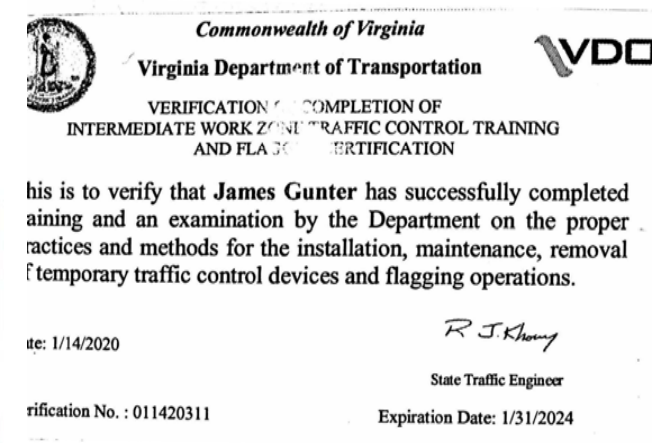 Commonwealth of Virginia
VDO
Virginia Department of Transportation
VERIFICATION COMPLETION OF
INTERMEDIATE WORK ZONE TRAFFIC CONTROL TRAINING
AND CERTIFICATION
his is to verify that James Gunter has successfully completed
aining and an examination by the Department on the proper
ractices and methods for the installation, maintenance, removal
f temporary traffic control devices and flagging operations.
ate: 1/14/2020
R J. Khoury
State Traffic Engineer
rification No. : 011420311
Expiration Date: 1/31/2024